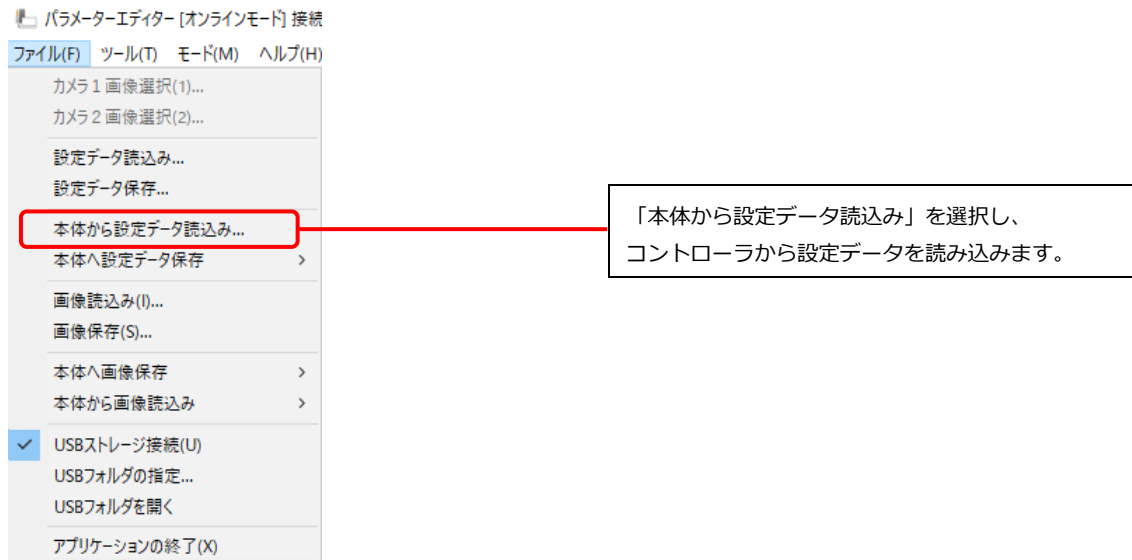 パラメーターエディター [オンラインモード] 接続
ファイル(F) ツール(T) モード(M) ヘルプ(H)
カメラ1画像選択(1)...
カメラ2画像選択(2)...
設定データ読込み...
設定データ保存...
本体から設定データ読込み...
本体へ設定データ保存 >
画像読込み(I)...
画像保存(S)...
本体へ画像保存 >
本体から画像読込み >
USBストレージ接続(U)
USBフォルダの指定...
USBフォルダを開く
アプリケーションの終了(X)
「本体から設定データ読込み」を選択し、
コントローラから設定データを読み込みます。